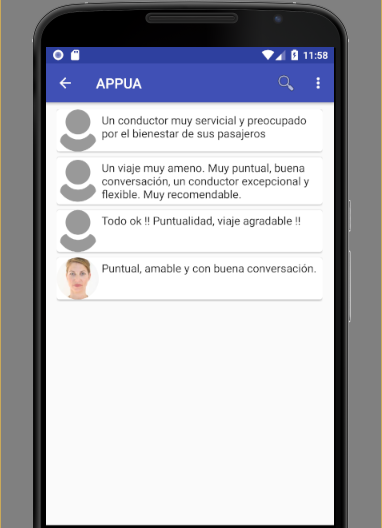 11:58
APPUA
Un conductor muy servicial y preocupado
por el bienestar de sus pasajeros
Un viaje muy ameno. Muy puntual, buena
conversación, un conductor excepcional y
flexible. Muy recomendable.
Todo ok !! Puntualidad, viaje agradable !!
Puntual, amable y con buena conversación.